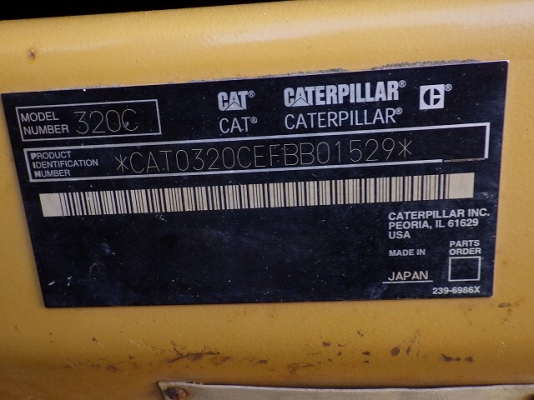 MODEL NUMBER 320C
CAT® CATERPILLAR® C
CAT® CATERPILLAR®
PRODUCT IDENTIFICATION NUMBER *CAT0320CEFBB01529*
CATERPILLAR INC.
PEORIA, IL 61629
USA
MADE IN
JAPAN
PARTS ORDER
239-6986X